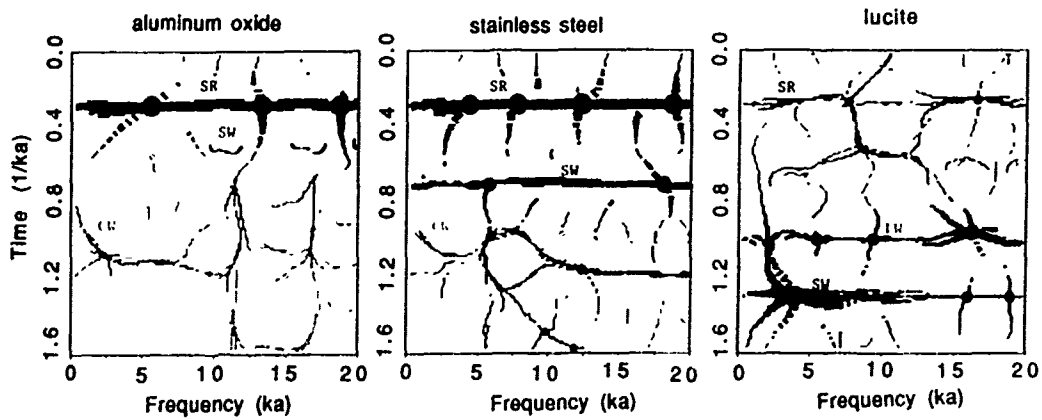 aluminum oxide
stainless steel
lucite
Time (1/ka)
0.0
0.4
0.8
1.2
1.6
SR
SW
CW
0 5 10 15 20
Frequency (ka)
0.0
0.4
0.8
1.2
1.6
SR
SW
CW
0 5 10 15 20
Frequency (ka)
0.0
0.4
0.8
1.2
1.6
SR
SW
0 5 10 15 20
Frequency (ka)